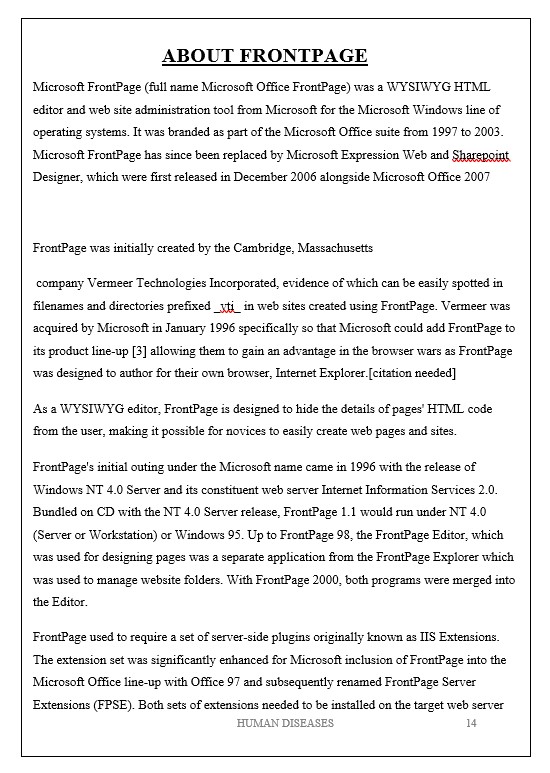 ABOUT FRONTPAGE
Microsoft FrontPage (full name Microsoft Office FrontPage) was a WYSIWYG HTML
editor and web site administration tool from Microsoft for the Microsoft Windows line of
operating systems. It was branded as part of the Microsoft Office suite from 1997 to 2003.
Microsoft FrontPage has since been replaced by Microsoft Expression Web and Sharepoint
Designer, which were first released in December 2006 alongside Microsoft Office 2007
FrontPage was initially created by the Cambridge, Massachusetts
company Vermeer Technologies Incorporated, evidence of which can be easily spotted in
filenames and directories prefixed _vti_ in web sites created using FrontPage. Vermeer was
acquired by Microsoft in January 1996 specifically so that Microsoft could add FrontPage to
its product line-up [3] allowing them to gain an advantage in the browser wars as FrontPage
was designed to author for their own browser, Internet Explorer.[citation needed]
As a WYSIWYG editor, FrontPage is designed to hide the details of pages' HTML code
from the user, making it possible for novices to easily create web pages and sites.
FrontPage's initial outing under the Microsoft name came in 1996 with the release of
Windows NT 4.0 Server and its constituent web server Internet Information Services 2.0.
Bundled on CD with the NT 4.0 Server release, FrontPage 1.1 would run under NT 4.0
(Server or Workstation) or Windows 95. Up to FrontPage 98, the FrontPage Editor, which
was used for designing pages was a separate application from the FrontPage Explorer which
was used to manage website folders. With FrontPage 2000, both programs were merged into
the Editor.
FrontPage used to require a set of server-side plugins originally known as IIS Extensions.
The extension set was significantly enhanced for Microsoft inclusion of FrontPage into the
Microsoft Office line-up with Office 97 and subsequently renamed FrontPage Server
Extensions (FPSE). Both sets of extensions needed to be installed on the target web server
HUMAN DISEASES 14